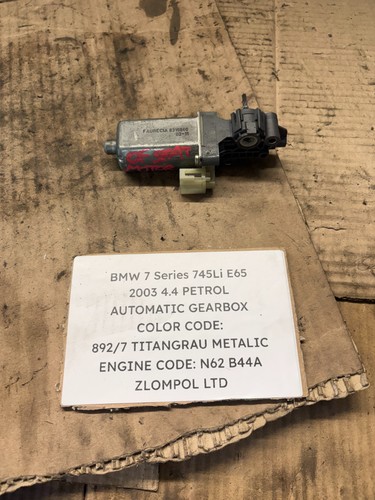 FAURECIA
BMW 7 Series 745Li E65
2003 4.4 PETROL
AUTOMATIC GEARBOX
COLOR CODE:
892/7 TITANGRAU METALIC
ENGINE CODE: N62 B44A
ZLOMPOL LTD